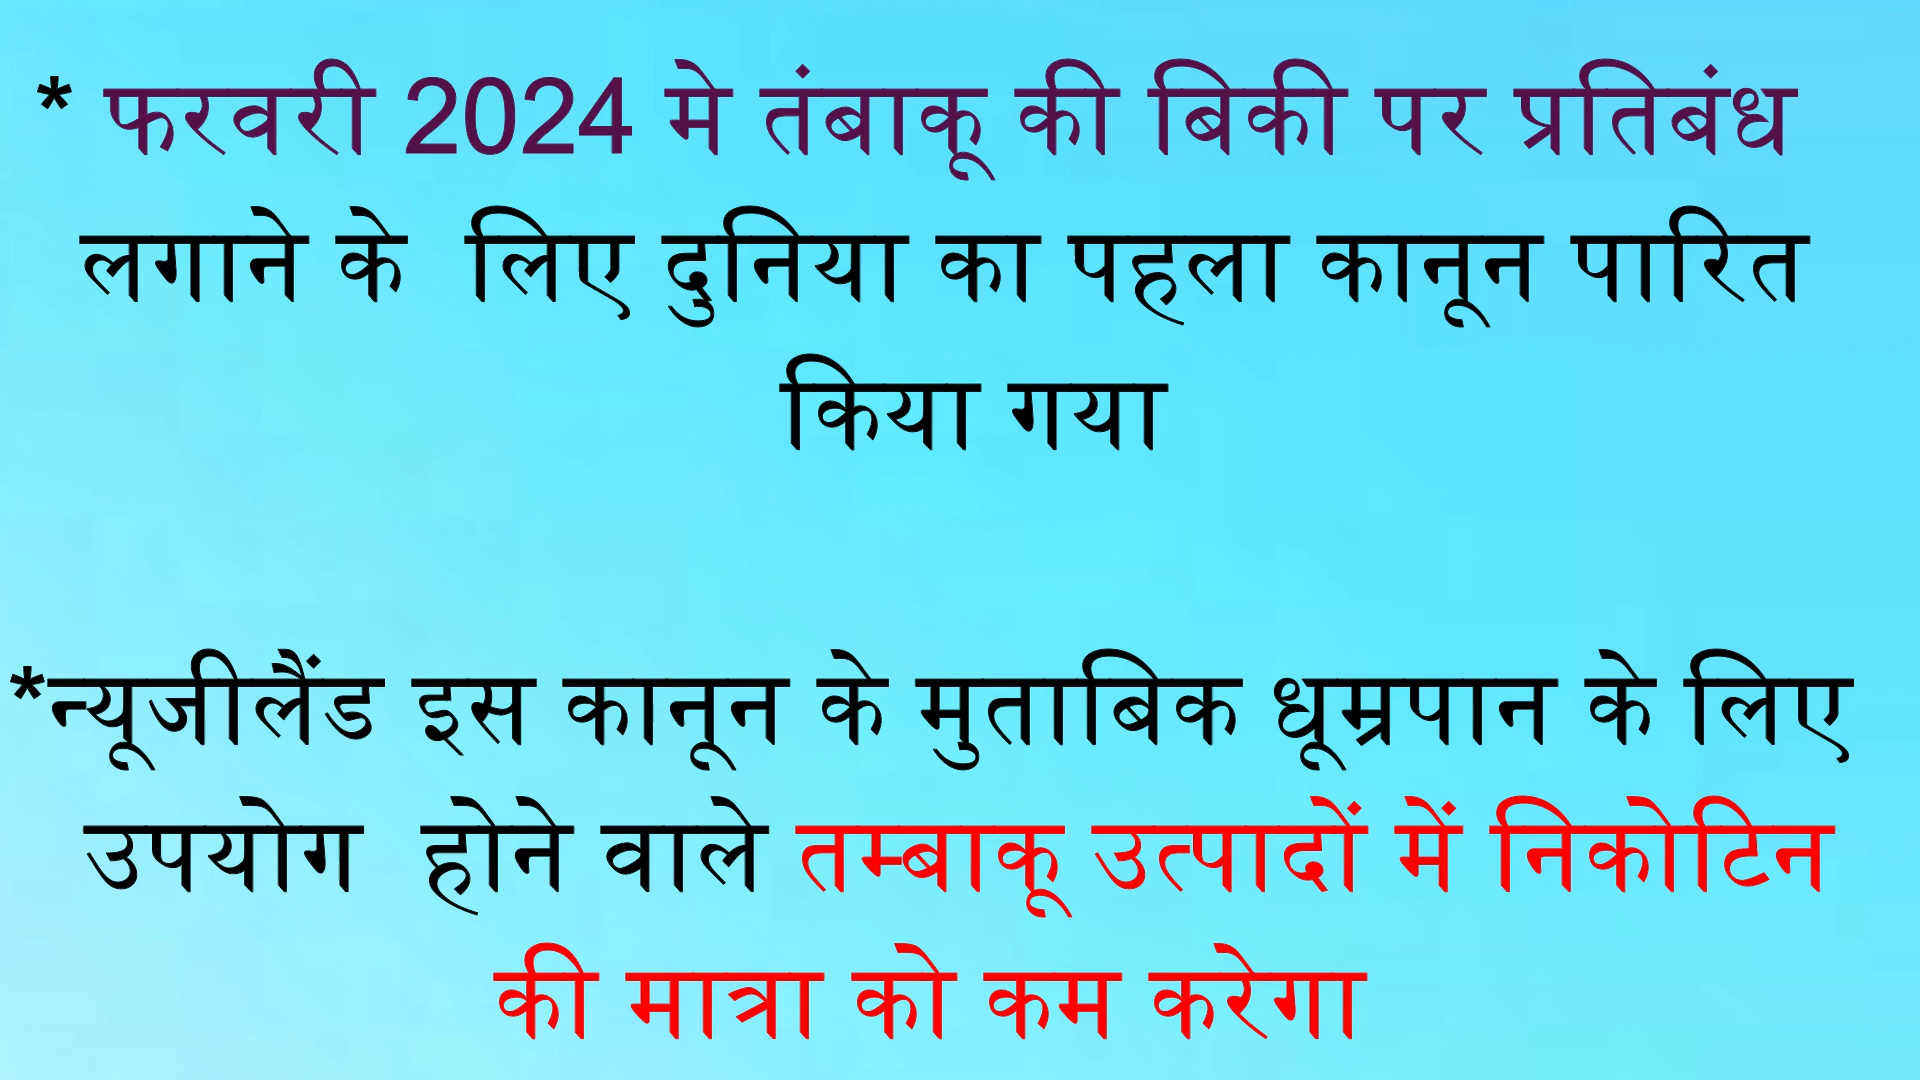 * फरवरी 2024 मे तंबाकू की बिकी पर प्रतिबंध
लगाने के लिए दुनिया का पहला कानून पारित
किया गया
*न्यूजीलैंड इस कानून के मुताबिक धूम्रपान के लिए
उपयोग होने वाले तम्बाकू उत्पादों में निकोटिन
की मात्रा को कम करेगा